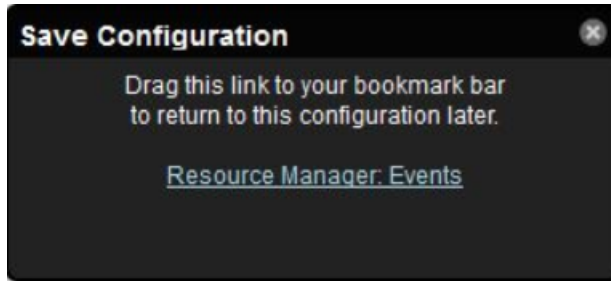 Save Configuration
Drag this link to your bookmark bar
to return to this configuration later.
Resource Manager: Events